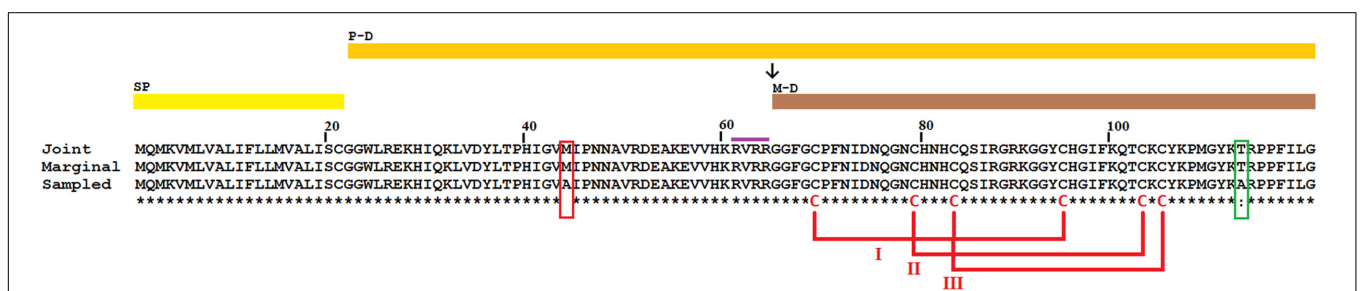 P-D
SP M-D
20 40 60 80 100
Joint MQMKVMLVALIFLLMVALISCGGWLREKHIQKLVDYLTPHIGVMIPNNAVRDEAKEVVHKRVRRGGFGCPFNIDNQGNCHNHCQSIRGRKGGYCHGIFKQTCKCYKPMGYKTRPPFILG
Marginal MQMKVMLVALIFLLMVALISCGGWLREKHIQKLVDYLTPHIGVMIPNNAVRDEAKEVVHKRVRRGGFGCPFNIDNQGNCHNHCQSIRGRKGGYCHGIFKQTCKCYKPMGYKTRPPFILG
Sampled MQMKVMLVALIFLLMVALISCGGWLREKHIQKLVDYLTPHIGVAIPNNAVRDEAKEVVHKRVRRGGFGCPFNIDNQGNCHNHCQSIRGRKGGYCHGIFKQTCKCYKPMGYKARPPFILG
******************************************* ************************C*********C***C**********C*******C*C*******:*******
I
II
III